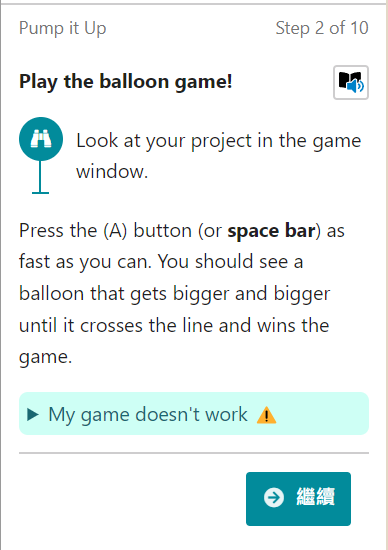 Pump it Up
Step 2 of 10
Play the balloon game!
Look at your project in the game
window.
Press the (A) button (or space bar) as
fast as you can. You should see a
balloon that gets bigger and bigger
until it crosses the line and wins the
game.
My game doesn't work
繼續